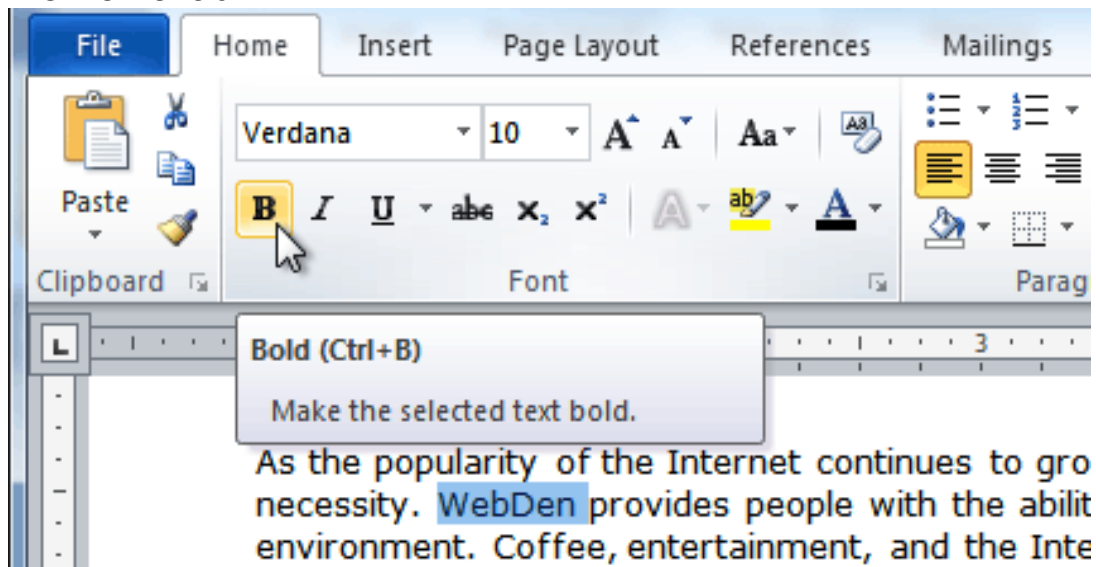 File Home Insert Page Layout References Mailings
Verdana 10 A A Aa
Paste B I U abc x₂ x² A ab A
Clipboard Font Parag
L 3
Bold (Ctrl+B)
Make the selected text bold.
As the popularity of the Internet continues to gro
necessity. WebDen provides people with the abilit
environment. Coffee, entertainment, and the Inte